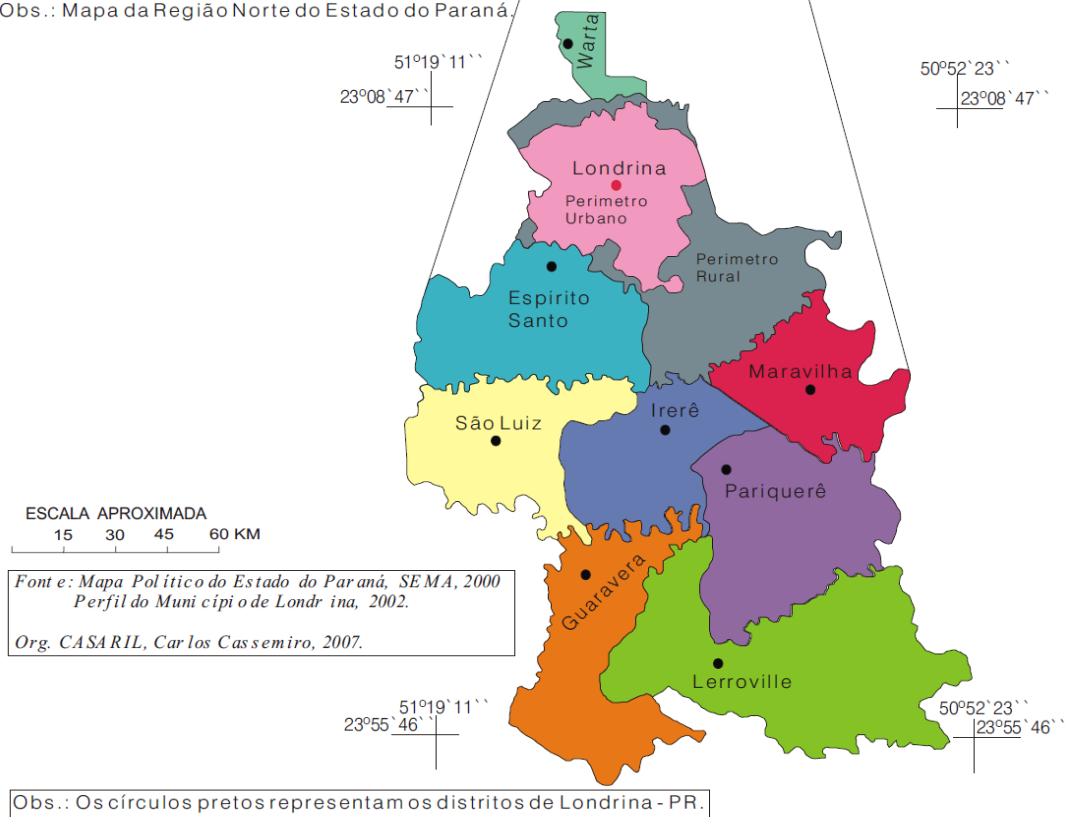 Obs.: Mapa da Região Norte do Estado do Paraná.
Warta
51º19`11``
23º08`47``
50º52`23``
23º08`47``
Londrina
Perimetro
Urbano
Perimetro
Rural
Espirito
Santo
Maravilha
São Luiz
Irerê
Pariquerê
ESCALA APROXIMADA
15 30 45 60 KM
Fonte: Mapa Político do Estado do Paraná, SEMA, 2000
Perfil do Município de Londrina, 2002.
Org. CASARIL, Carlos Cassemiro, 2007.
Guaravera
Lerroville
51º19`11``
23º55`46``
50º52`23``
23º55`46``
Obs.: Os círculos pretos representam os distritos de Londrina - PR.